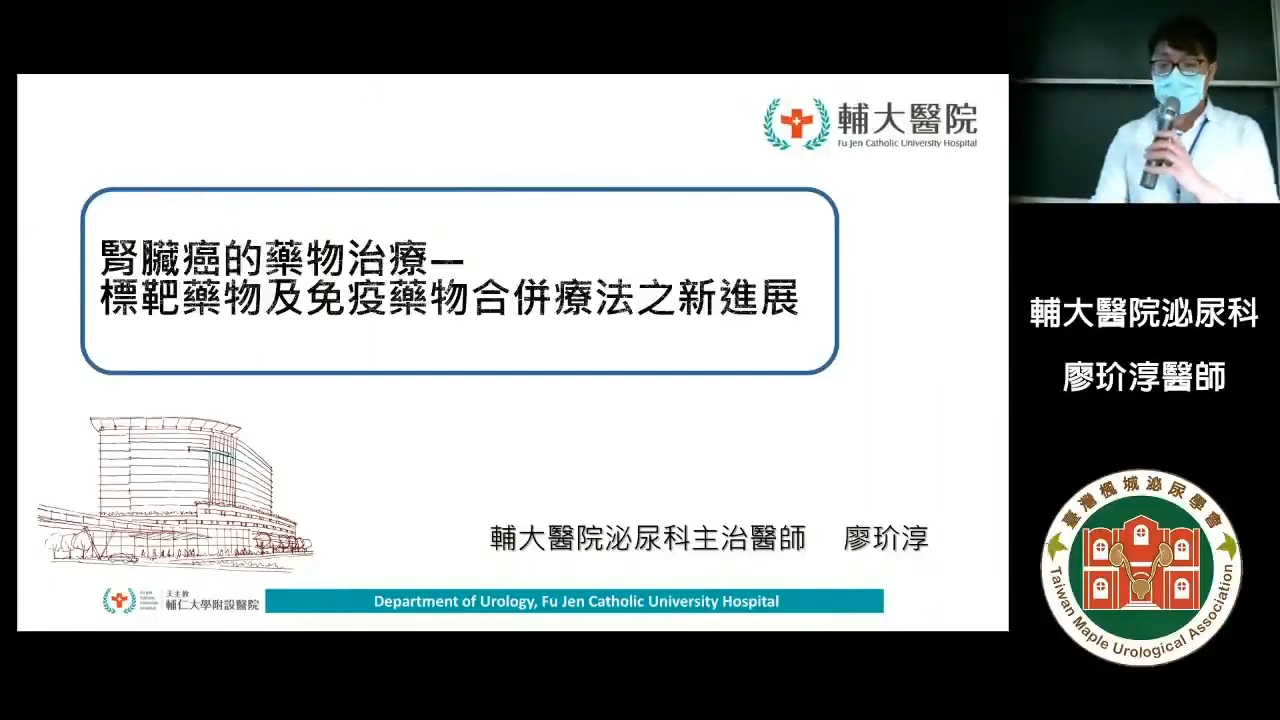 輔大醫院
Fu Jen Catholic University Hospital
腎臟癌的藥物治療—
標靶藥物及免疫藥物合併療法之新進展
輔大醫院泌尿科主治醫師 廖玠淳
天主教
輔仁大學附設醫院
Department of Urology, Fu Jen Catholic University Hospital
輔大醫院泌尿科
廖玠淳醫師
臺灣楓城泌尿學會
Taiwan Maple Urological Association